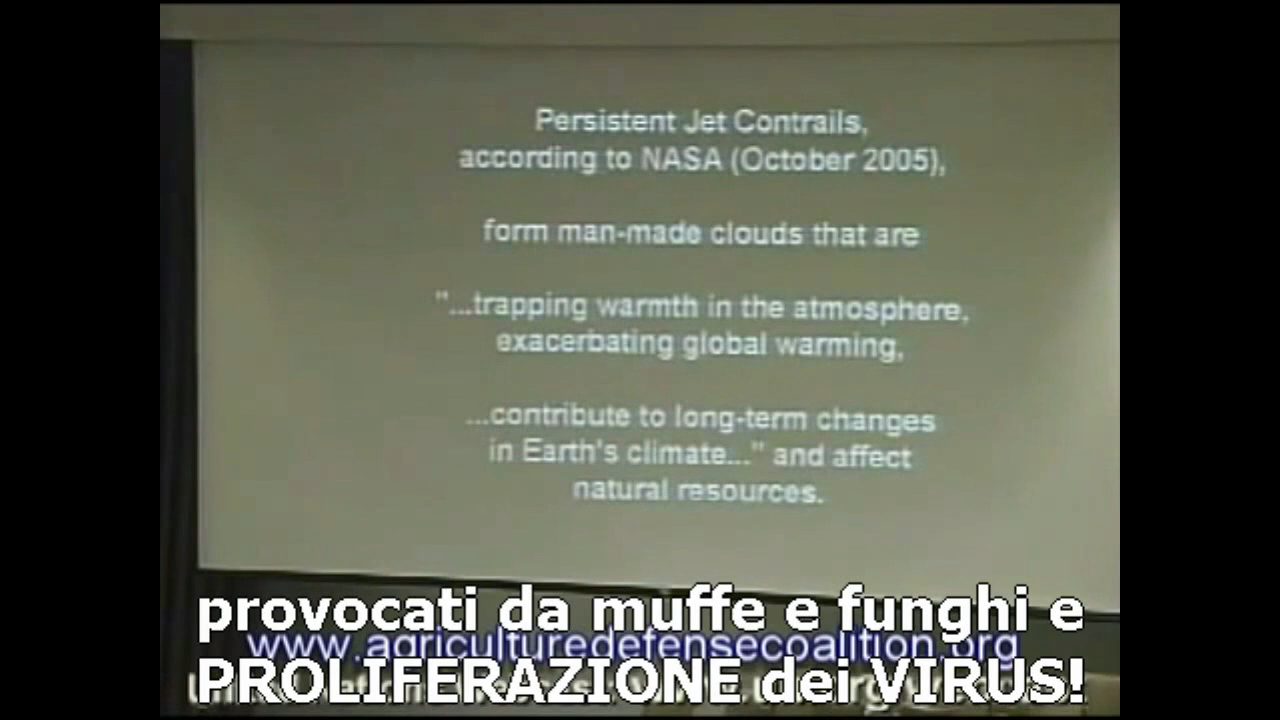 Persistent Jet Contrails,
according to NASA (October 2005),
form man-made clouds that are
"...trapping warmth in the atmosphere,
exacerbating global warming,
...contribute to long-term changes
in Earth's climate..." and affect
natural resources.
provocati da muffe e funghi e
www.agriculturedefensecoalition.org
PROLIFERAZIONE dei VIRUS!